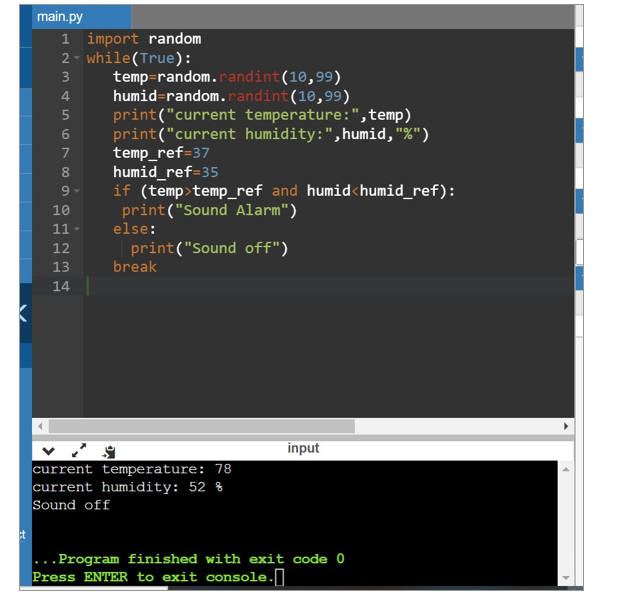 main.py
1 import random
2 while(True):
3 temp=random.randint(10,99)
4 humid=random.randint(10,99)
5 print("current temperature:",temp)
6 print("current humidity:",humid,"%")
7 temp_ref=37
8 humid_ref=35
9 if (temp>temp_ref and humid<humid_ref):
10 print("Sound Alarm")
11 else:
12 print("Sound off")
13 break
14
input
current temperature: 78
current humidity: 52 %
Sound off
...Program finished with exit code 0
Press ENTER to exit console.